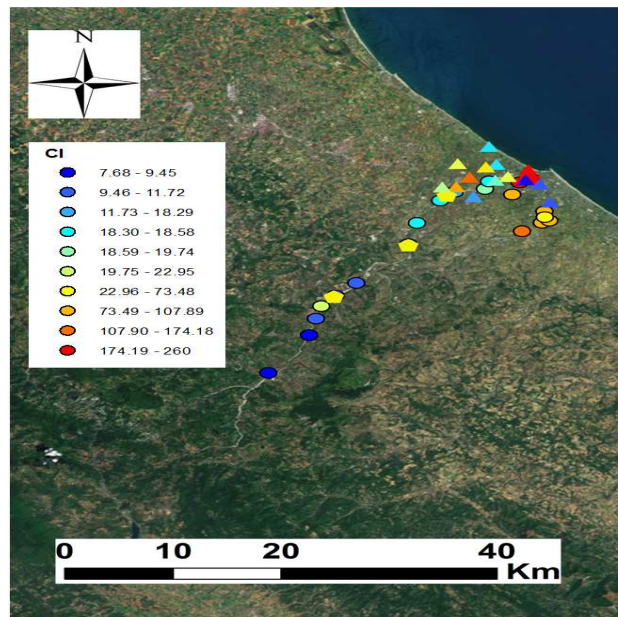 N
Cl
7.68 - 9.45
9.46 - 11.72
11.73 - 18.29
18.30 - 18.58
18.59 - 19.74
19.75 - 22.95
22.96 - 73.48
73.49 - 107.89
107.90 - 174.18
174.19 - 260
0 10 20 40
Km